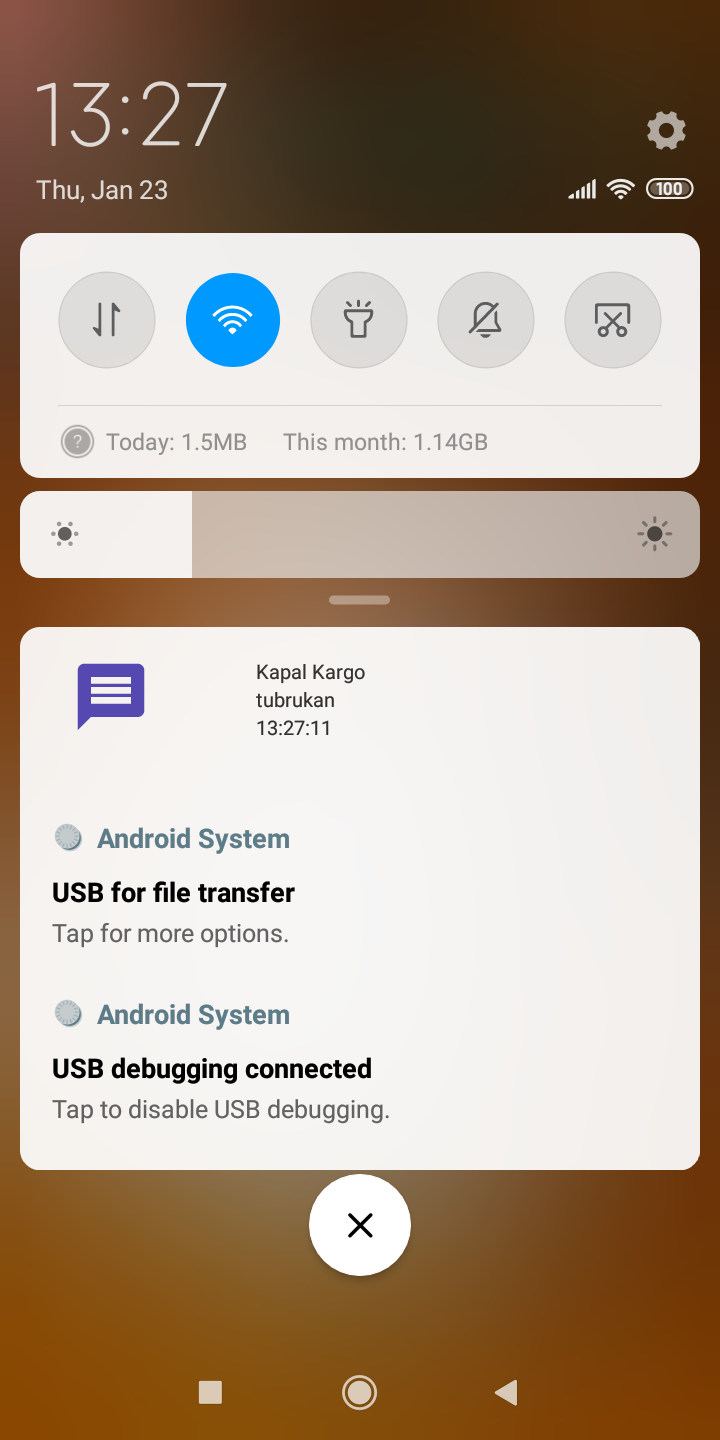 13:27
Thu, Jan 23
100
? Today: 1.5MB This month: 1.14GB
Kapal Kargo
tubrukan
13:27:11
Android System
USB for file transfer
Tap for more options.
Android System
USB debugging connected
Tap to disable USB debugging.